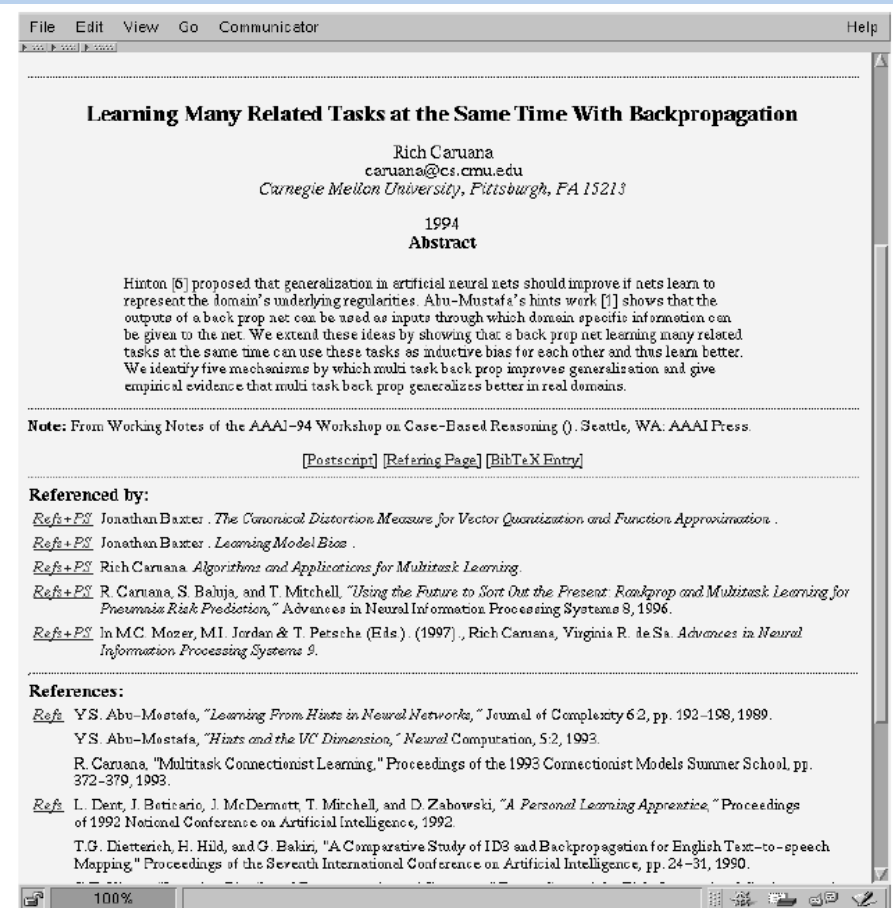 File Edit View Go Communicator Help
Learning Many Related Tasks at the Same Time With Backpropagation
Rich Caruana
caruana@cs.cmu.edu
Carnegie Mellon University, Pittsburgh, PA 15213
1994
Abstract
Hinton [6] proposed that generalization in artificial neural nets should improve if nets learn to
represent the domain's underlying regularities. Abu-Mustafa's hints work [1] shows that the
outputs of a back prop net can be used as inputs through which domain specific information can
be given to the net. We extend these ideas by showing that a back prop net learning many related
tasks at the same time can use these tasks as inductive bias for each other and thus learn better.
We identify five mechanisms by which multi task back prop improves generalization and give
empirical evidence that multi task back prop generalizes better in real domains.
Note: From Working Notes of the AAAI-94 Workshop on Case-Based Reasoning (). Seattle, WA: AAAI Press.
[Postscript] [Refering Page] [BibTeX Entry]
Referenced by:
Refs+PS Jonathan Baxter . The Canonical Distortion Measure for Vector Quantization and Function Approximation .
Refs+PS Jonathan Baxter . Learning Model Bias .
Refs+PS Rich Caruana. Algorithms and Applications for Multitask Learning.
Refs+PS R. Caruana, S. Baluja, and T. Mitchell, "Using the Future to Sort Out the Present: Rankprop and Multitask Learning for
Pneumnia Risk Prediction," Advances in Neural Information Processing Systems 8, 1996.
Refs+PS In M.C. Mozer, M.I. Jordan & T. Petsche (Eds.). (1997)., Rich Caruana, Virginia R. de Sa. Advances in Neural
Information Processing Systems 9.
References:
Refs Y.S. Abu-Mostafa, "Learning From Hints in Neural Networks," Journal of Complexity 6:2, pp. 192-198, 1989.
Y.S. Abu-Mostafa, "Hints and the VC Dimension," Neural Computation, 5:2, 1993.
R. Caruana, "Multitask Connectionist Learning," Proceedings of the 1993 Connectionist Models Summer School, pp.
372-379, 1993.
Refs L. Dent, J. Boticario, J. McDermott, T. Mitchell, and D. Zabowski, "A Personal Learning Apprentice," Proceedings
of 1992 National Conference on Artificial Intelligence, 1992.
T.G. Dietterich, H. Hild, and G. Bakiri, "A Comparative Study of ID3 and Backpropagation for English Text-to-speech
Mapping," Proceedings of the Seventh International Conference on Artificial Intelligence, pp. 24-31, 1990.
100%